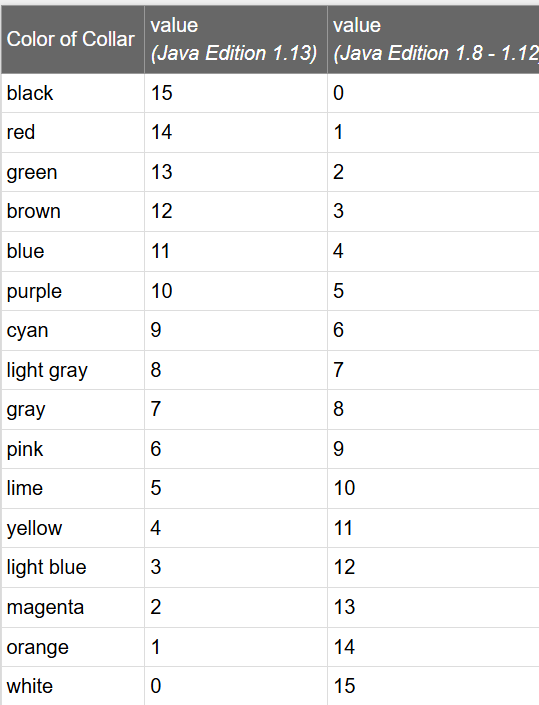 Color of Collar value value
(Java Edition 1.13) (Java Edition 1.8 - 1.12
black 15 0
red 14 1
green 13 2
brown 12 3
blue 11 4
purple 10 5
cyan 9 6
light gray 8 7
gray 7 8
pink 6 9
lime 5 10
yellow 4 11
light blue 3 12
magenta 2 13
orange 1 14
white 0 15